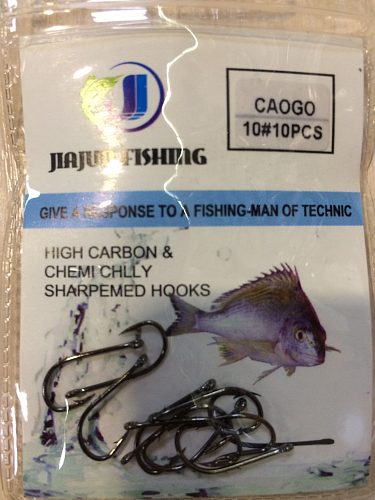 CAOGO
10#10PCS
JIAJUN FISHING
GIVE A RESPONSE TO A FISHING-MAN OF TECHNIC
HIGH CARBON &
CHEMI CHLLY
SHARPEMED HOOKS